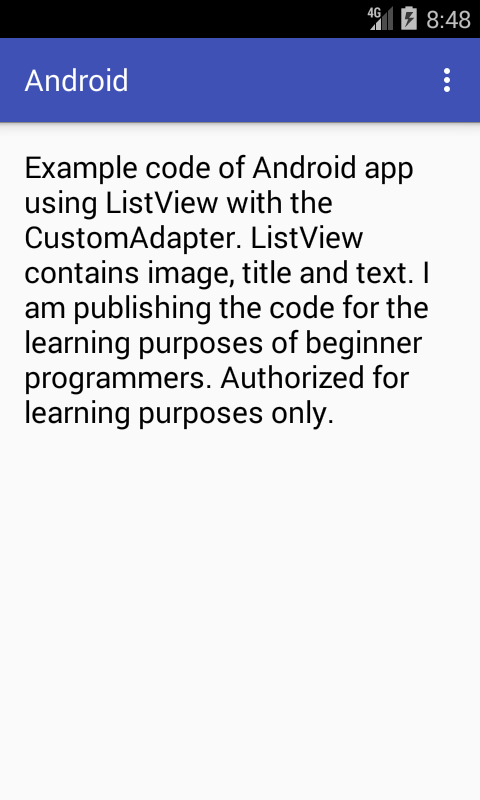 4G 8:48
Android
Example code of Android app
using ListView with the
CustomAdapter. ListView
contains image, title and text. I
am publishing the code for the
learning purposes of beginner
programmers. Authorized for
learning purposes only.